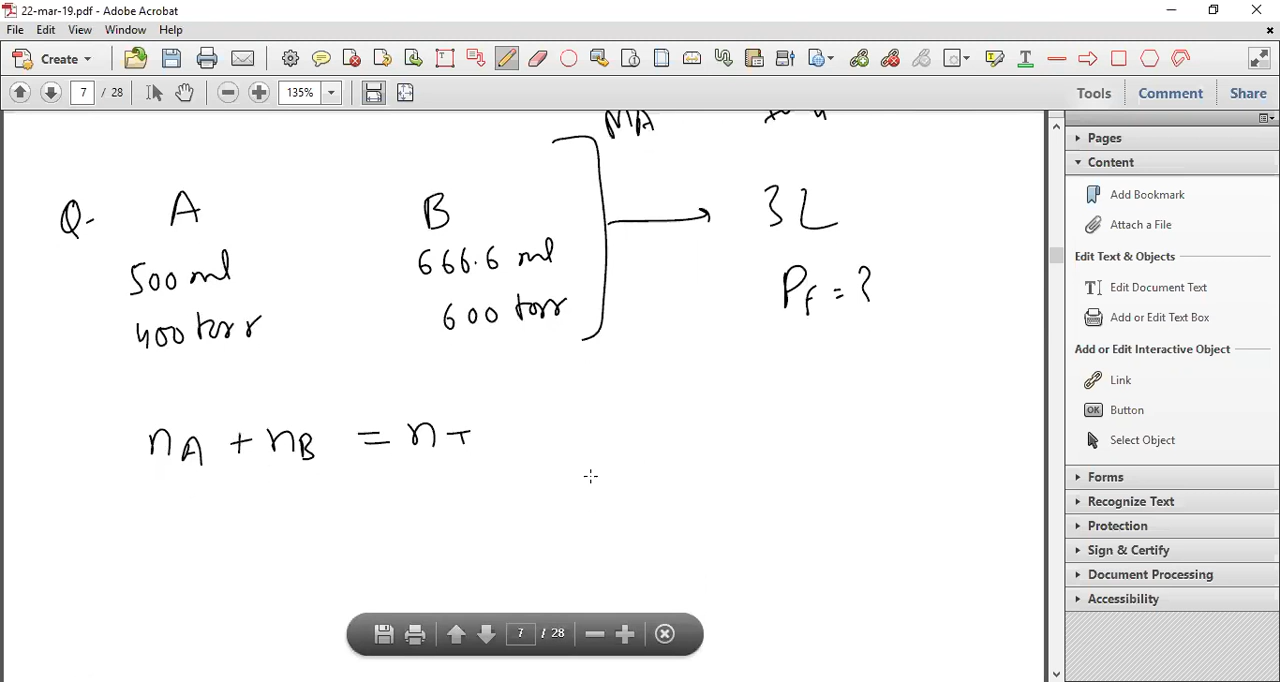 22-mar-19.pdf - Adobe Acrobat
File Edit View Window Help
Create
7 / 28 135% Tools Comment Share
MA
Q- A B 3L
500 ml 666.6 ml
400 torr 600 torr
Pf = ?
nA + nB = nT
7 / 28
Pages
Content
Add Bookmark
Attach a File
Edit Text & Objects
Edit Document Text
Add or Edit Text Box
Add or Edit Interactive Object
Link
OK Button
Select Object
Forms
Recognize Text
Protection
Sign & Certify
Document Processing
Accessibility